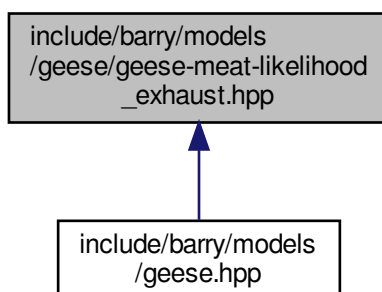 include/barry/models
/geese/geese-meat-likelihood
_exhaust.hpp
include/barry/models
/geese.hpp